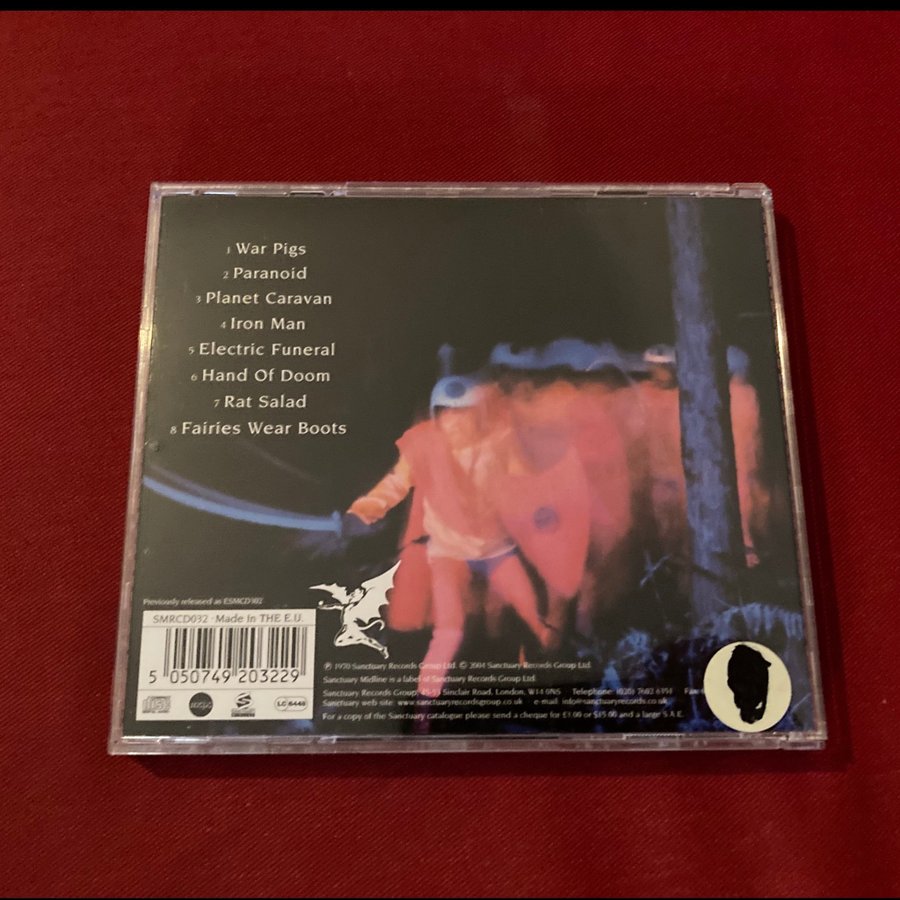 1 War Pigs
2 Paranoid
3 Planet Caravan
4 Iron Man
5 Electric Funeral
6 Hand Of Doom
7 Rat Salad
8 Fairies Wear Boots
Previously released as ESMCD302
SMRCD032 · Made in THE E.U.
5 050749 203229
LC 6448
℗ 1970 Sanctuary Records Group Ltd. © 2004 Sanctuary Records Group Ltd.
Sanctuary Midline is a label of Sanctuary Records Group Ltd.
Sanctuary Records Group, 45-53 Sinclair Road, London, W14 0NS Telephone: (020) 7602 6351 Fax
Sanctuary web site: www.sanctuaryrecordsgroup.co.uk e-mail: info@sanctuaryrecords.co.uk
For a copy of the Sanctuary catalogue please send a cheque for £1.00 or $15.00 and a large S.A.E.